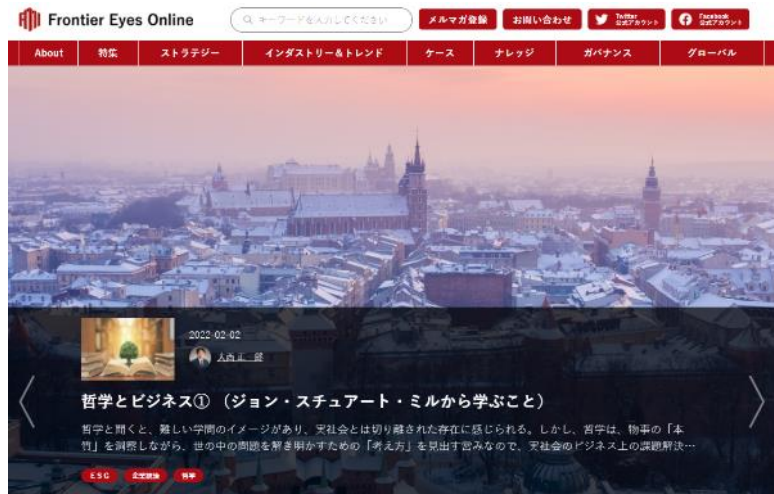 Frontier Eyes Online
キーワードを入力してください
メルマガ登録
お問い合わせ
Twitter
公式アカウント
Facebook
公式アカウント
About 特集 ストラテジー インダストリー&トレンド ケース ナレッジ ガバナンス グローバル
2022-02-02
大西正一郎
哲学とビジネス① （ジョン・スチュアート・ミルから学ぶこと）
哲学と聞くと、難しい学問のイメージがあり、実社会とは切り離された存在に感じられる。しかし、哲学は、物事の「本
質」を洞察しながら、世の中の問題を解き明かすための「考え方」を見出す営みなので、実社会のビジネス上の課題解決…
ESG 企業統治 哲学